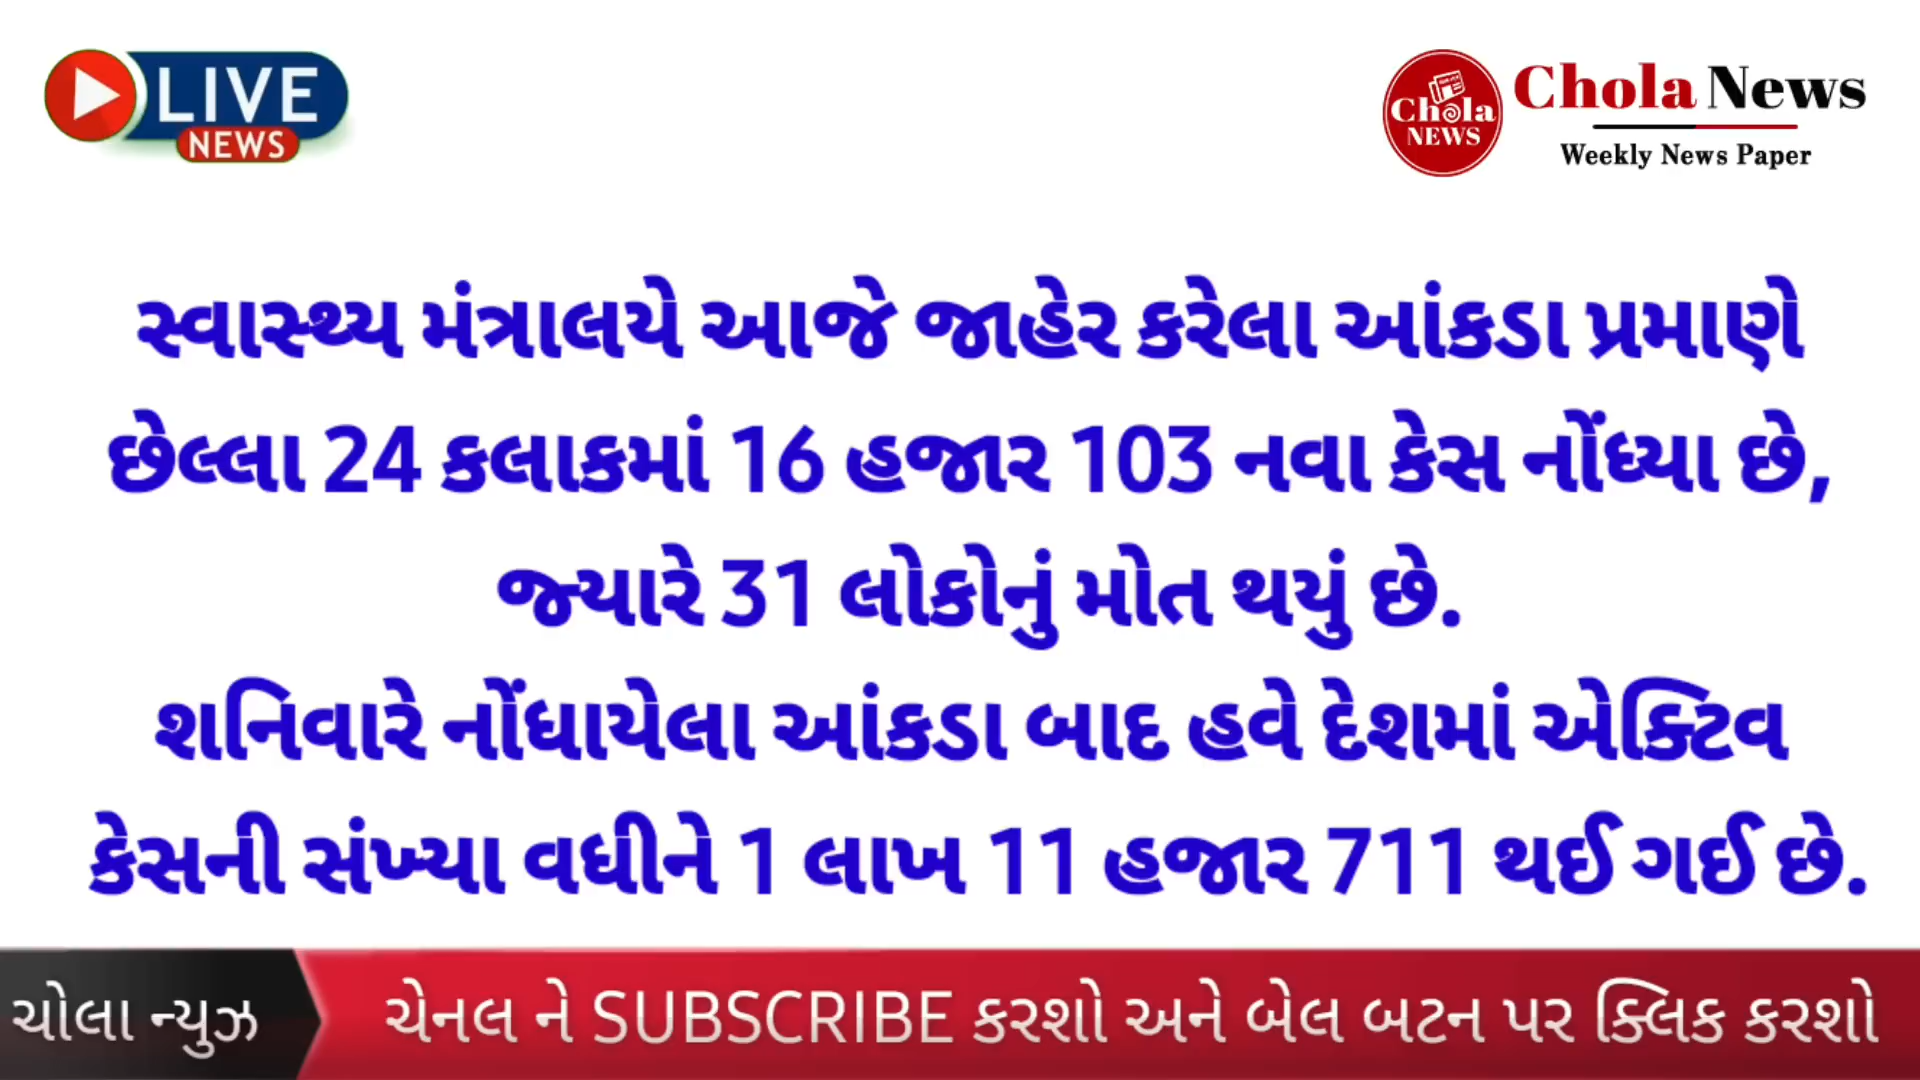 LIVE
NEWS
Chola
NEWS
Chola News
Weekly News Paper
સ્વાસ્થ્ય મંત્રાલયે આજે જાહેર કરેલા આંકડા પ્રમાણે
છેલ્લા 24 કલાકમાં 16 હજાર 103 નવા કેસ નોંધ્યા છે,
જ્યારે 31 લોકોનું મોત થયું છે.
શનિવારે નોંધાયેલા આંકડા બાદ હવે દેશમાં એક્ટિવ
કેસની સંખ્યા વધીને 1 લાખ 11 હજાર 711 થઈ ગઈ છે.
ચોલા ન્યુઝ
ચેનલ ને SUBSCRIBE કરશો અને બેલ બટન પર ક્લિક કરશો